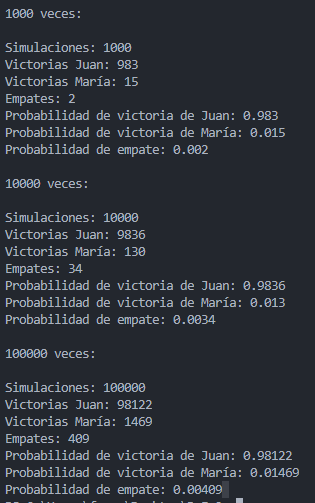 1000 veces:
Simulaciones: 1000
Victorias Juan: 983
Victorias María: 15
Empates: 2
Probabilidad de victoria de Juan: 0.983
Probabilidad de victoria de María: 0.015
Probabilidad de empate: 0.002
10000 veces:
Simulaciones: 10000
Victorias Juan: 9836
Victorias María: 130
Empates: 34
Probabilidad de victoria de Juan: 0.9836
Probabilidad de victoria de María: 0.013
Probabilidad de empate: 0.0034
100000 veces:
Simulaciones: 100000
Victorias Juan: 98122
Victorias María: 1469
Empates: 409
Probabilidad de victoria de Juan: 0.98122
Probabilidad de victoria de María: 0.01469
Probabilidad de empate: 0.00409